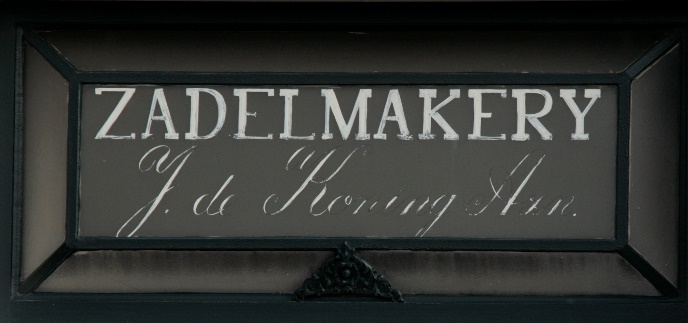 ZADELMAKERY
J. de Koning Azn.